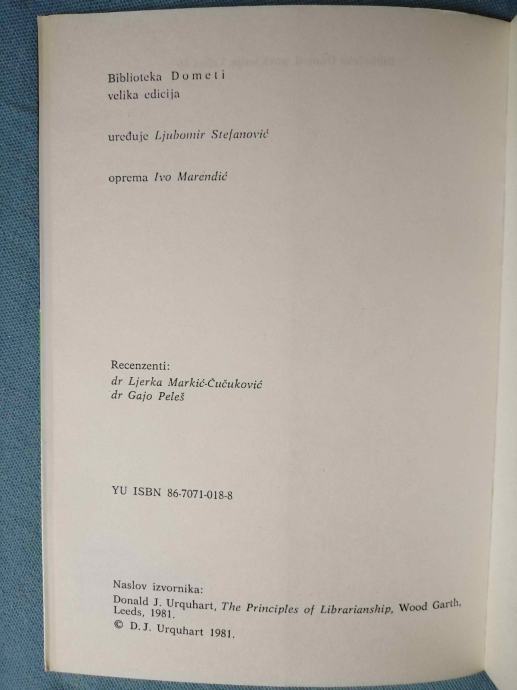 Biblioteka Dometi
velika edicija
uređuje Ljubomir Stefanović
oprema Ivo Marendić
Recenzenti:
dr Ljerka Markić-Čučuković
dr Gajo Peleš
YU ISBN 86-7071-018-8
Naslov izvornika:
Donald J. Urquhart, The Principles of Librarianship, Wood Garth,
Leeds, 1981.
© D. J. Urquhart 1981.